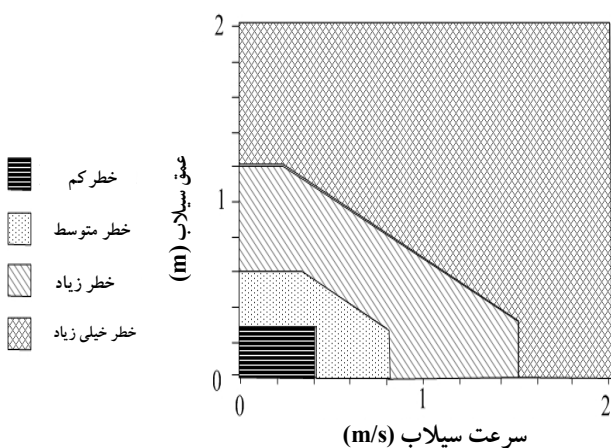 2
1
0
عمق سیلاب (m)
0
1
2
سرعت سیلاب (m/s)
خطر کم
خطر متوسط
خطر زیاد
خطر خیلی زیاد